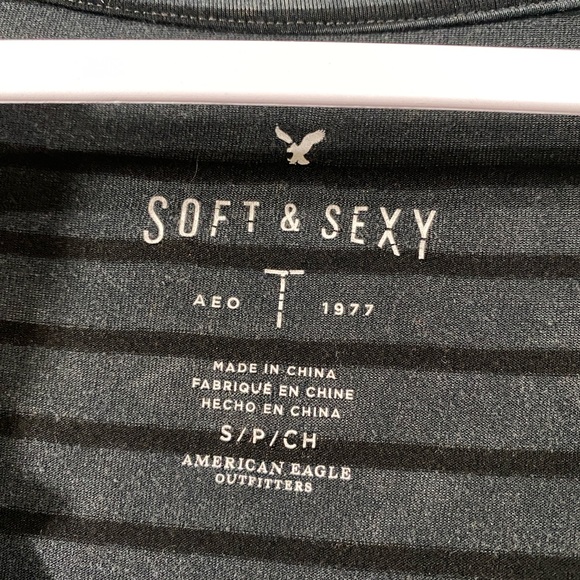 SOFT & SEXY
AEO T 1977
MADE IN CHINA
FABRIQUÉ EN CHINE
HECHO EN CHINA
S/P/CH
AMERICAN EAGLE
OUTFITTERS